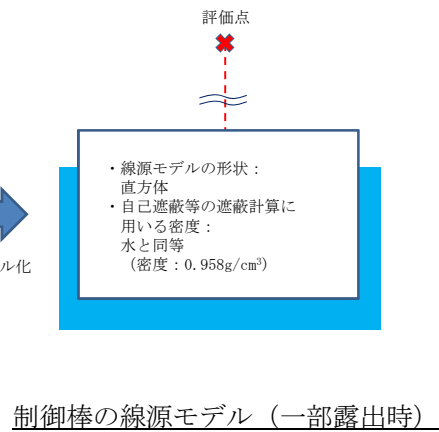 評価点
・線源モデルの形状：
直方体
・自己遮蔽等の遮蔽計算に
用いる密度：
水と同等
（密度：0.958g/cm³）
ル化
制御棒の線源モデル（一部露出時）